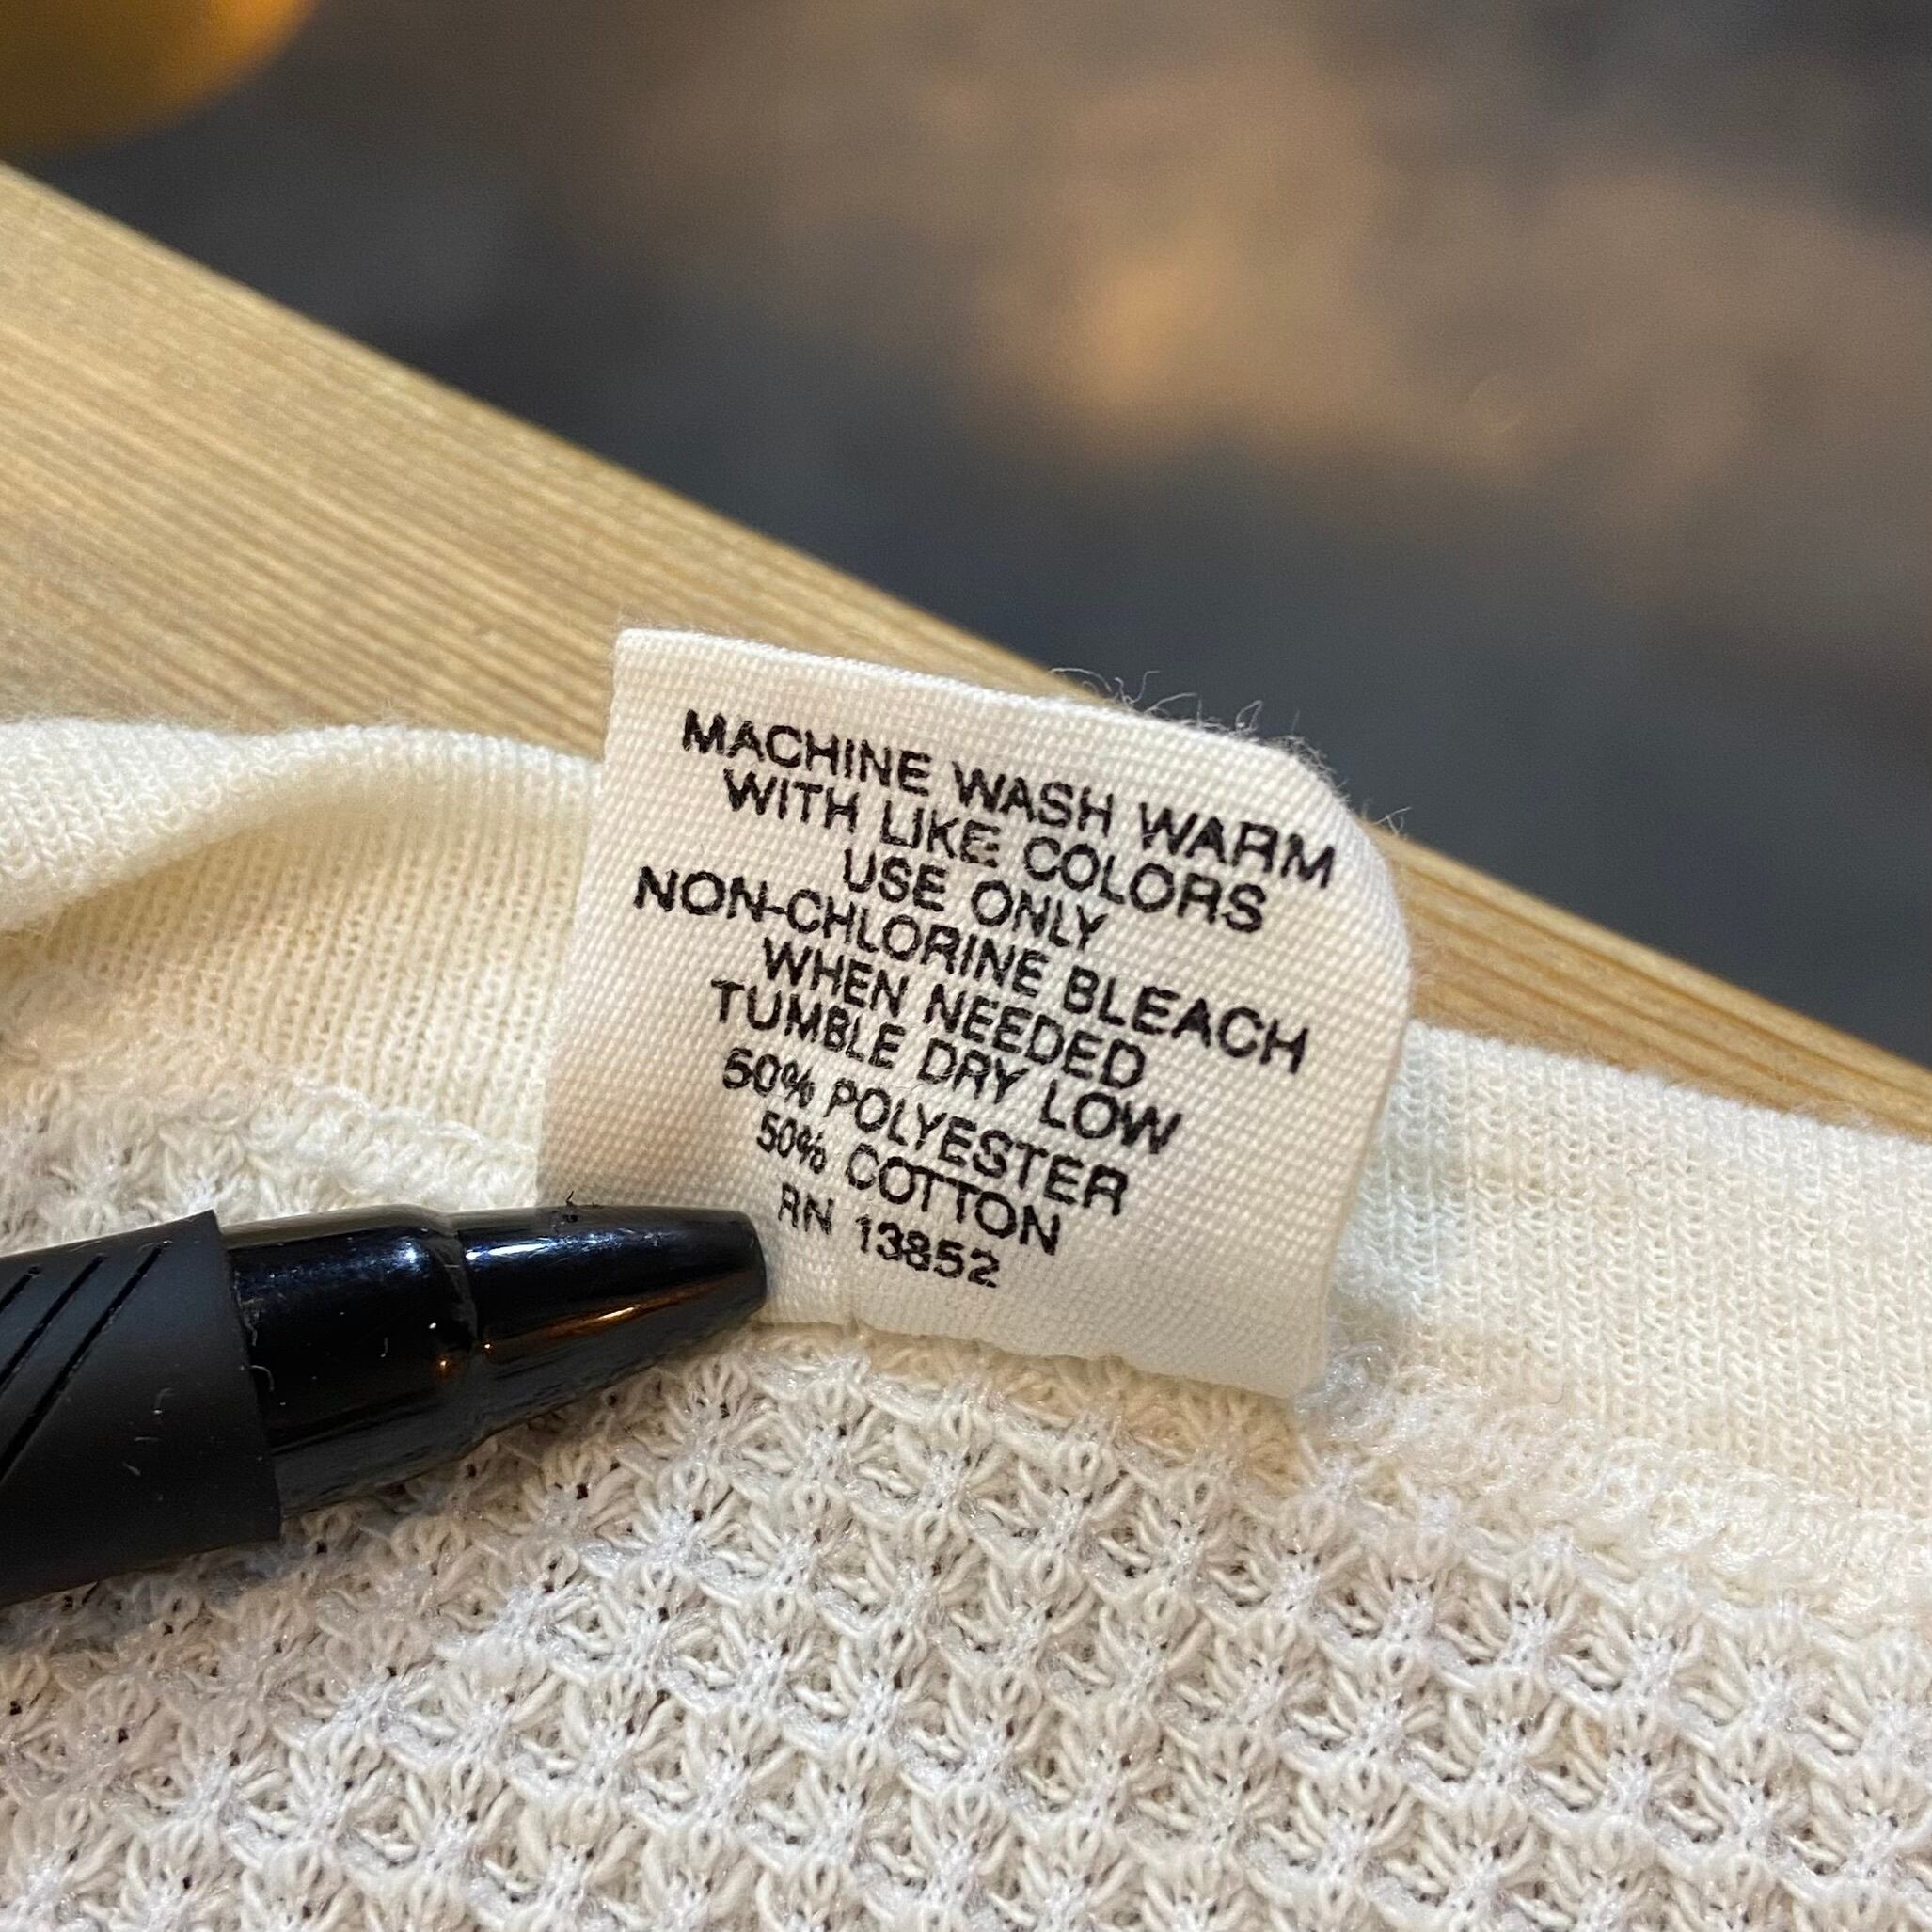 MACHINE WASH WARM
WITH LIKE COLORS
USE ONLY
NON-CHLORINE BLEACH
WHEN NEEDED
TUMBLE DRY LOW
50% POLYESTER
50% COTTON
RN 13852